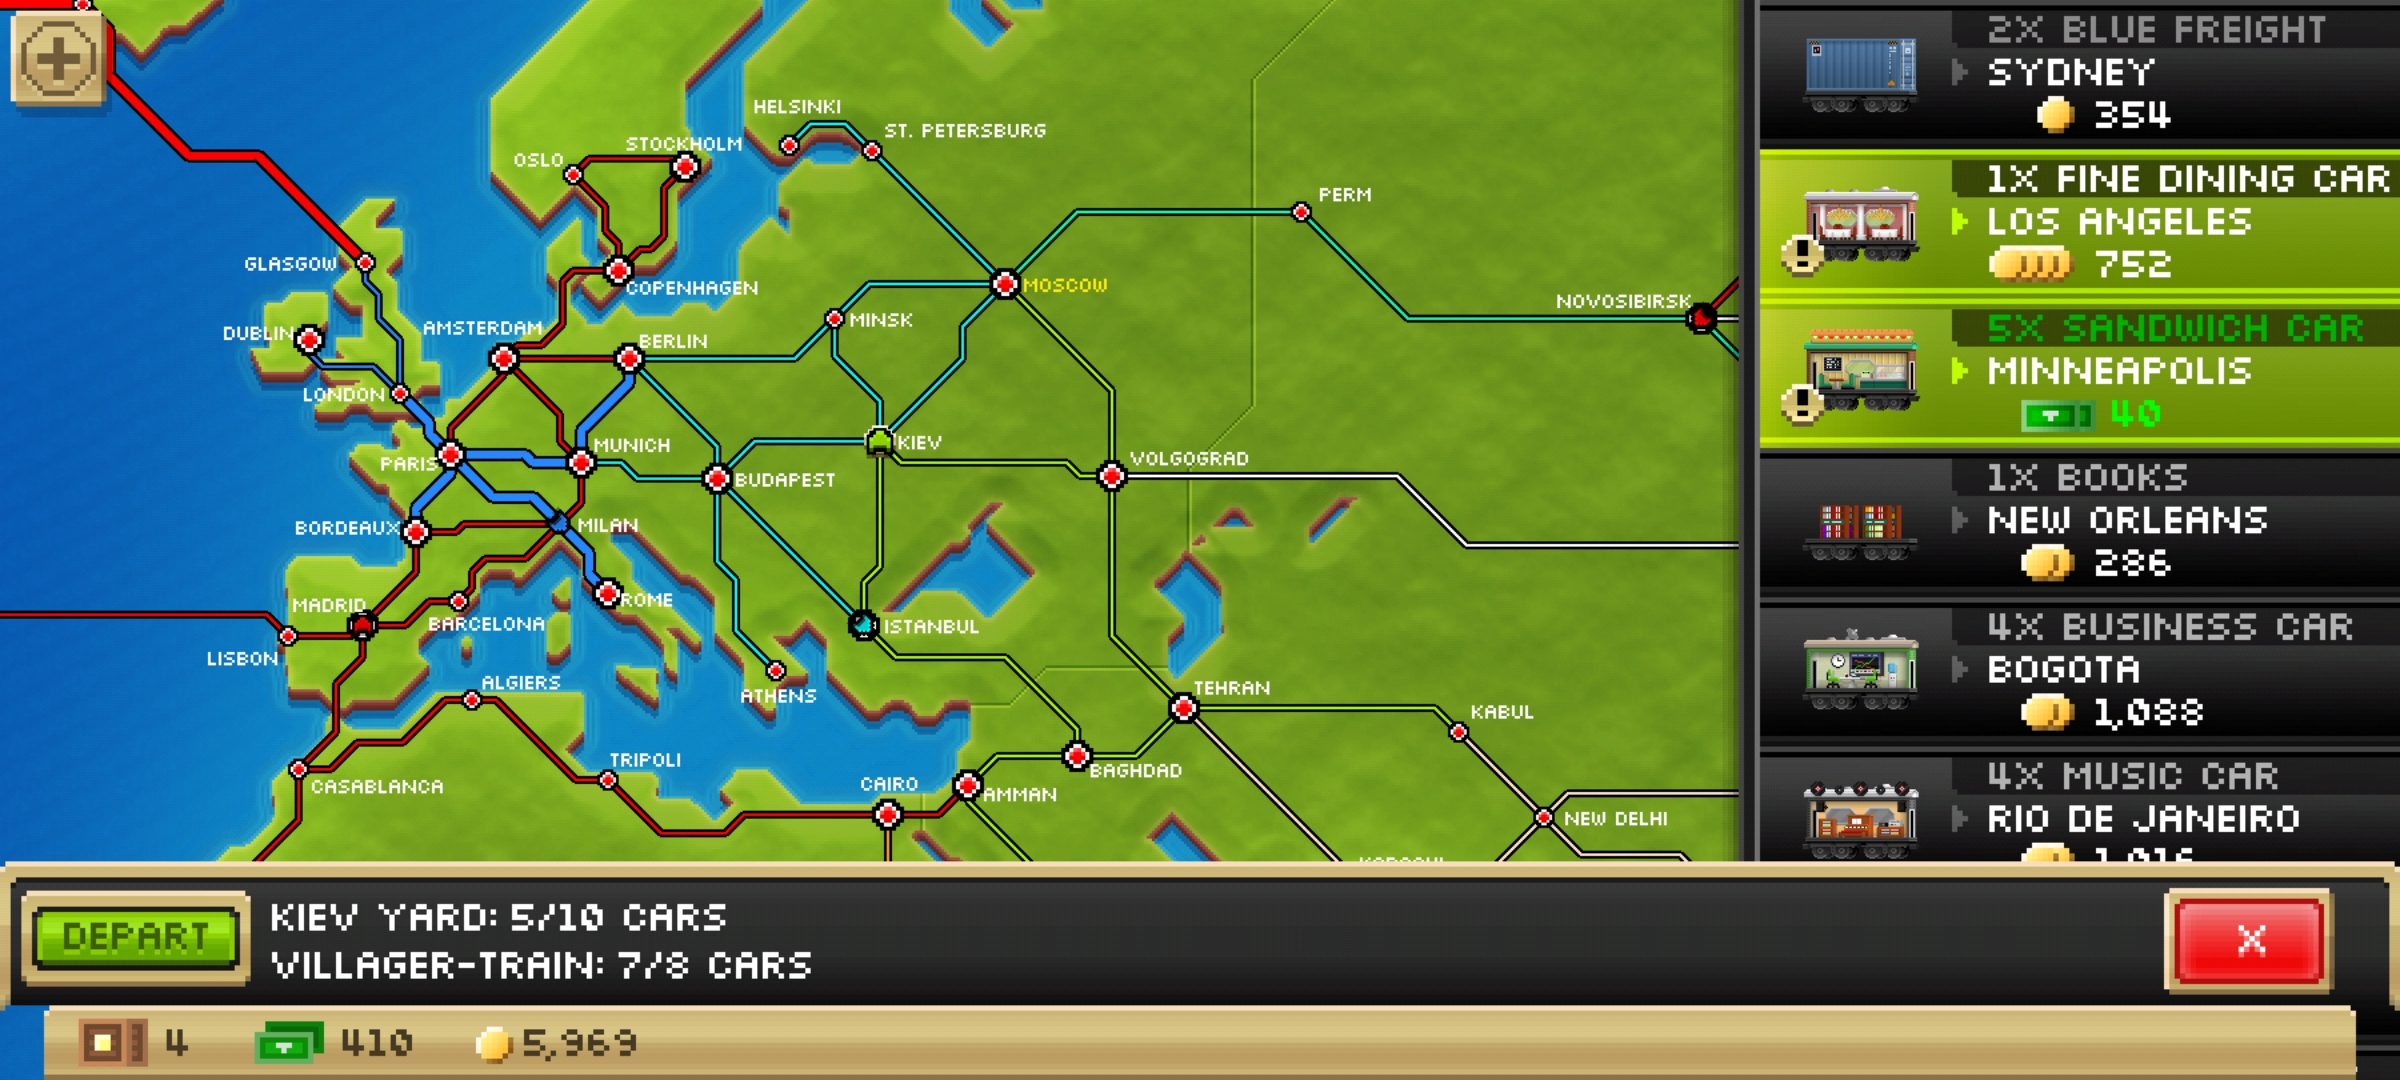 HELSINKI
ST. PETERSBURG
STOCKHOLM
OSLO
PERM
GLASGOW
COPENHAGEN
MOSCOW
NOVOSIBIRSK
DUBLIN
AMSTERDAM
BERLIN
MINSK
LONDON
PARIS
MUNICH
KIEV
BUDAPEST
VOLGOGRAD
BORDEAUX
MILAN
MADRID
ROME
BARCELONA
ISTANBUL
LISBON
ALGIERS
ATHENS
TEHRAN
KABUL
TRIPOLI
BAGHDAD
CASABLANCA
CAIRO
AMMAN
NEW DELHI
2X BLUE FREIGHT
SYDNEY
354
1X FINE DINING CAR
LOS ANGELES
752
5X SANDWICH CAR
MINNEAPOLIS
40
1X BOOKS
NEW ORLEANS
286
4X BUSINESS CAR
BOGOTA
1,088
4X MUSIC CAR
RIO DE JANEIRO
DEPART
KIEV YARD: 5/10 CARS
VILLAGER-TRAIN: 7/8 CARS
X
4
410
5,969